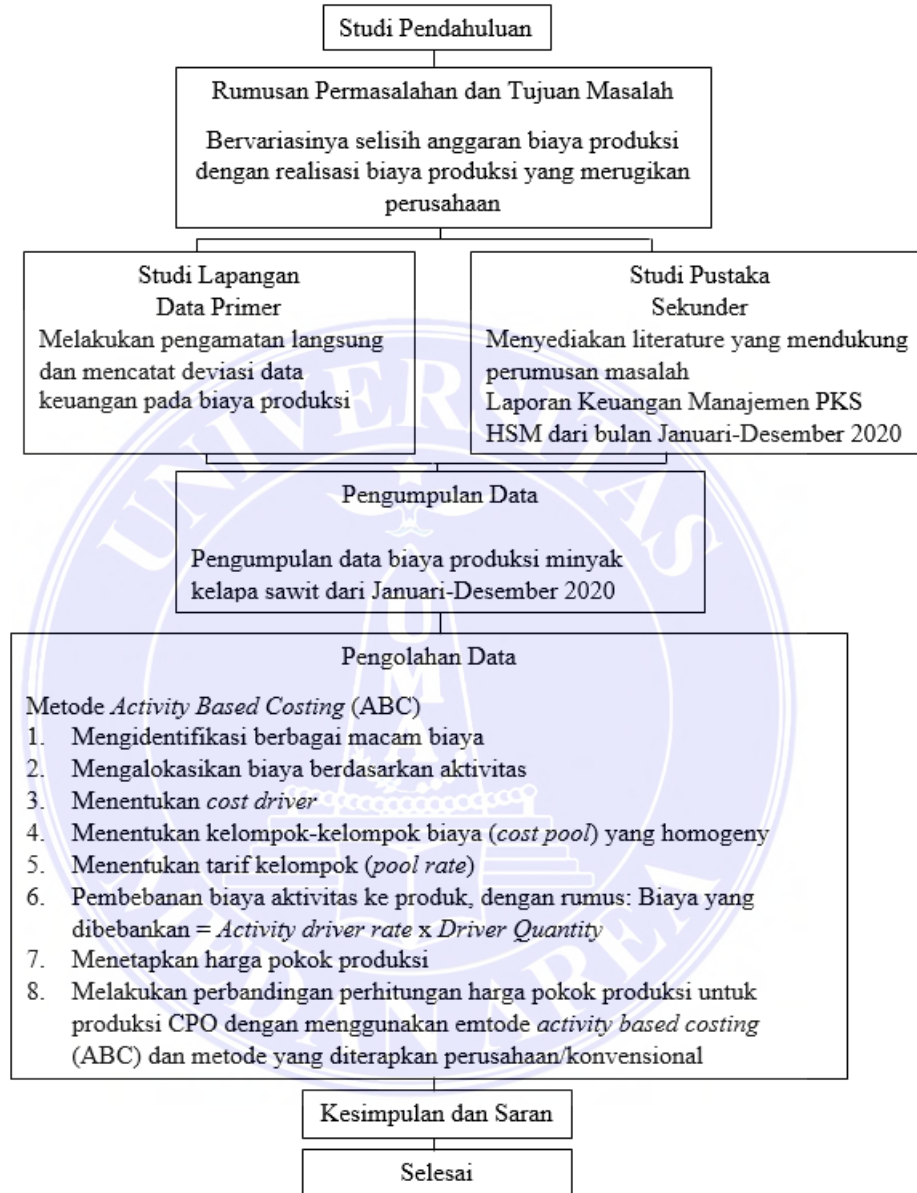 Studi Pendahuluan
Rumusan Permasalahan dan Tujuan Masalah
Bervariasinya selisih anggaran biaya produksi
dengan realisasi biaya produksi yang merugikan
perusahaan
Studi Lapangan
Data Primer
Melakukan pengamatan langsung
dan mencatat deviasi data
keuangan pada biaya produksi
Studi Pustaka
Sekunder
Menyediakan literature yang mendukung
perumusan masalah
Laporan Keuangan Manajemen PKS
HSM dari bulan Januari-Desember 2020
Pengumpulan Data
Pengumpulan data biaya produksi minyak
kelapa sawit dari Januari-Desember 2020
Pengolahan Data
Metode Activity Based Costing (ABC)
1. Mengidentifikasi berbagai macam biaya
2. Mengalokasikan biaya berdasarkan aktivitas
3. Menentukan cost driver
4. Menentukan kelompok-kelompok biaya (cost pool) yang homogeny
5. Menentukan tarif kelompok (pool rate)
6. Pembebanan biaya aktivitas ke produk, dengan rumus: Biaya yang
dibebankan = Activity driver rate x Driver Quantity
7. Menetapkan harga pokok produksi
8. Melakukan perbandingan perhitungan harga pokok produksi untuk
produksi CPO dengan menggunakan emtode activity based costing
(ABC) dan metode yang diterapkan perusahaan/konvensional
Kesimpulan dan Saran
Selesai
UNIVERSITAS
MEDAN AREA
UMA